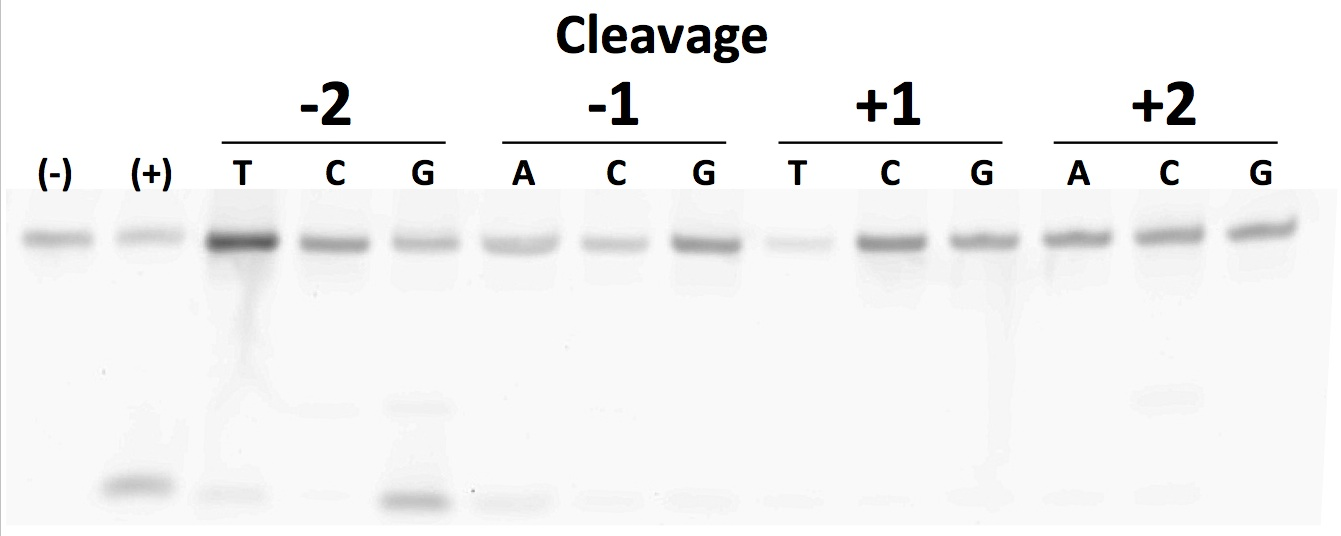 Cleavage
-2 -1 +1 +2
(-) (+) T C G A C G T C G A C G